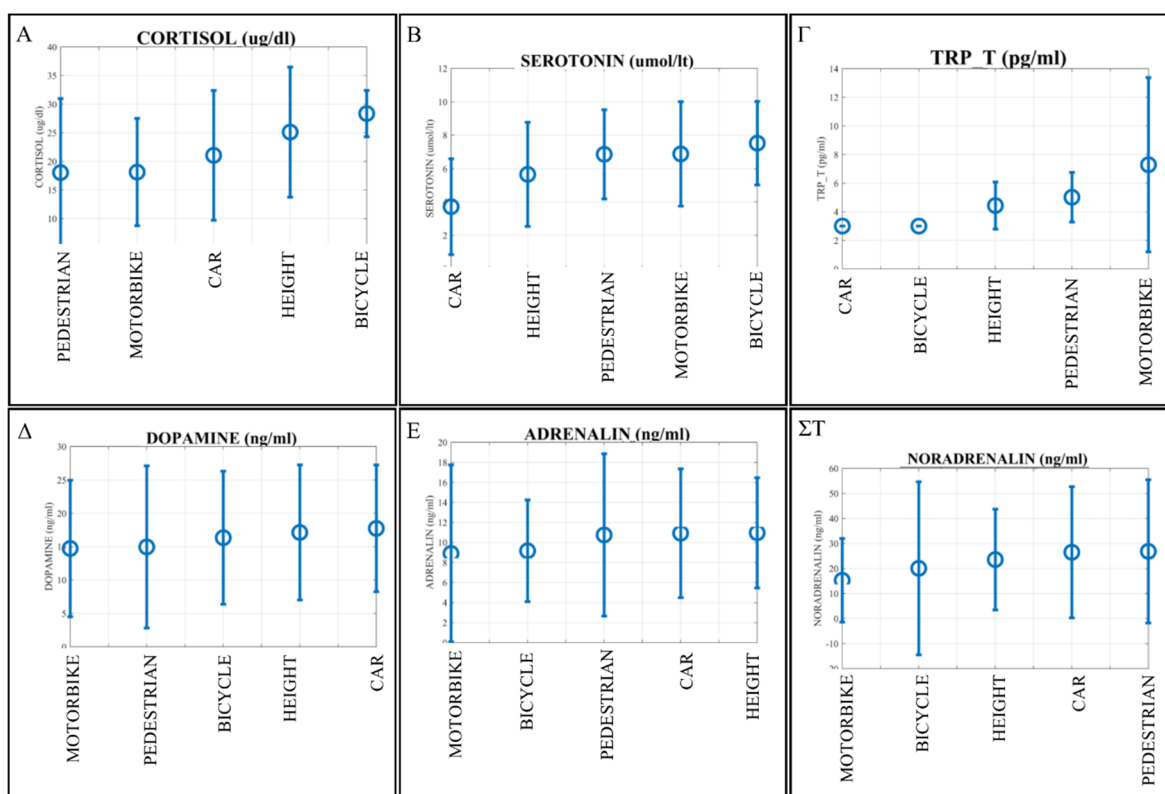 A
CORTISOL (ug/dl)
CORTISOL (ug/dl)
40
35
30
25
20
15
10
PEDESTRIAN
MOTORBIKE
CAR
HEIGHT
BICYCLE
B
SEROTONIN (umol/lt)
SEROTONIN (umol/lt)
12
10
8
6
4
2
CAR
HEIGHT
PEDESTRIAN
MOTORBIKE
BICYCLE
Γ
TRP_T (pg/ml)
TRP_T (pg/ml)
14
12
10
8
6
4
2
0
CAR
BICYCLE
HEIGHT
PEDESTRIAN
MOTORBIKE
Δ
DOPAMINE (ng/ml)
DOPAMINE (ng/ml)
30
25
20
15
10
5
0
MOTORBIKE
PEDESTRIAN
BICYCLE
HEIGHT
CAR
E
ADRENALIN (ng/ml)
ADRENALIN (ng/ml)
20
18
16
14
12
10
8
6
4
2
0
MOTORBIKE
BICYCLE
PEDESTRIAN
CAR
HEIGHT
ΣΤ
NORADRENALIN (ng/ml)
NORADRENALIN (ng/ml)
60
50
40
30
20
10
0
-10
20
MOTORBIKE
BICYCLE
HEIGHT
CAR
PEDESTRIAN